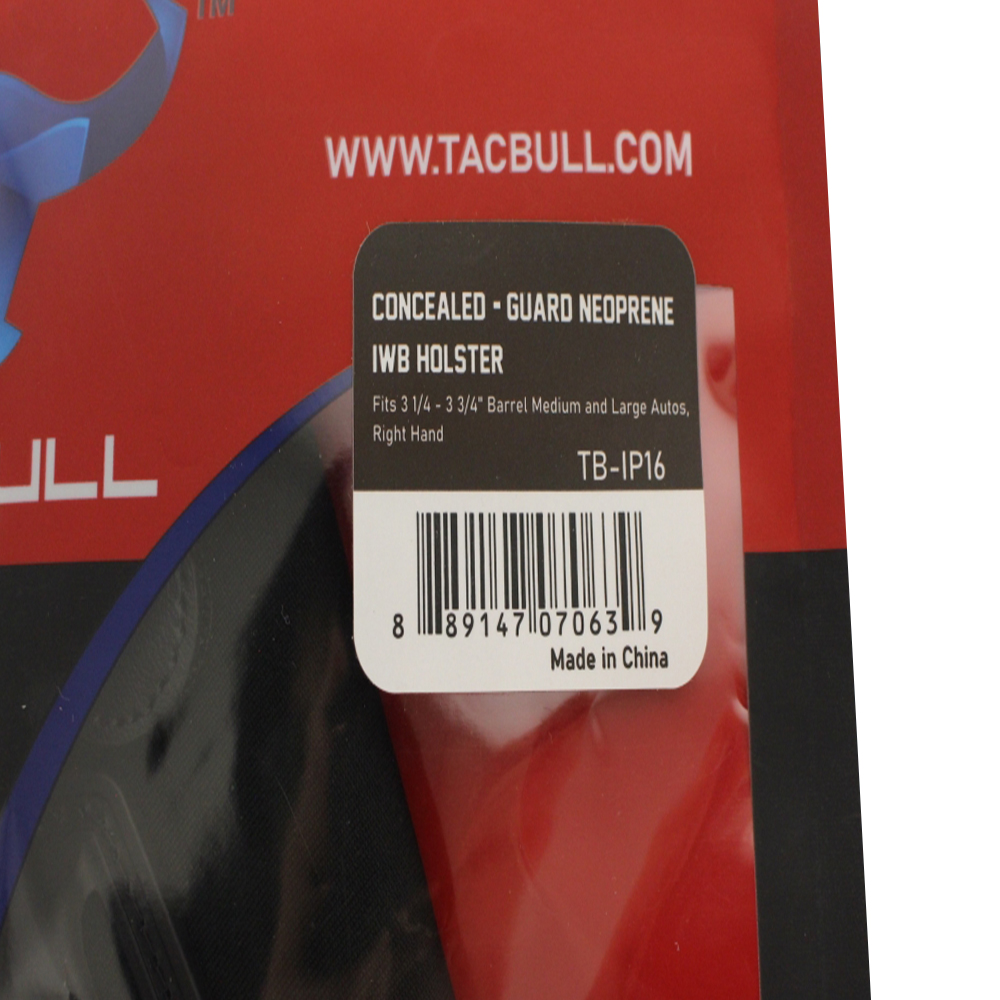 TM
WWW.TACBULL.COM
CONCEALED - GUARD NEOPRENE
IWB HOLSTER
Fits 3 1/4 - 3 3/4" Barrel Medium and Large Autos,
Right Hand
TB-IP16
ULL
8 89147 07063 9
Made in China